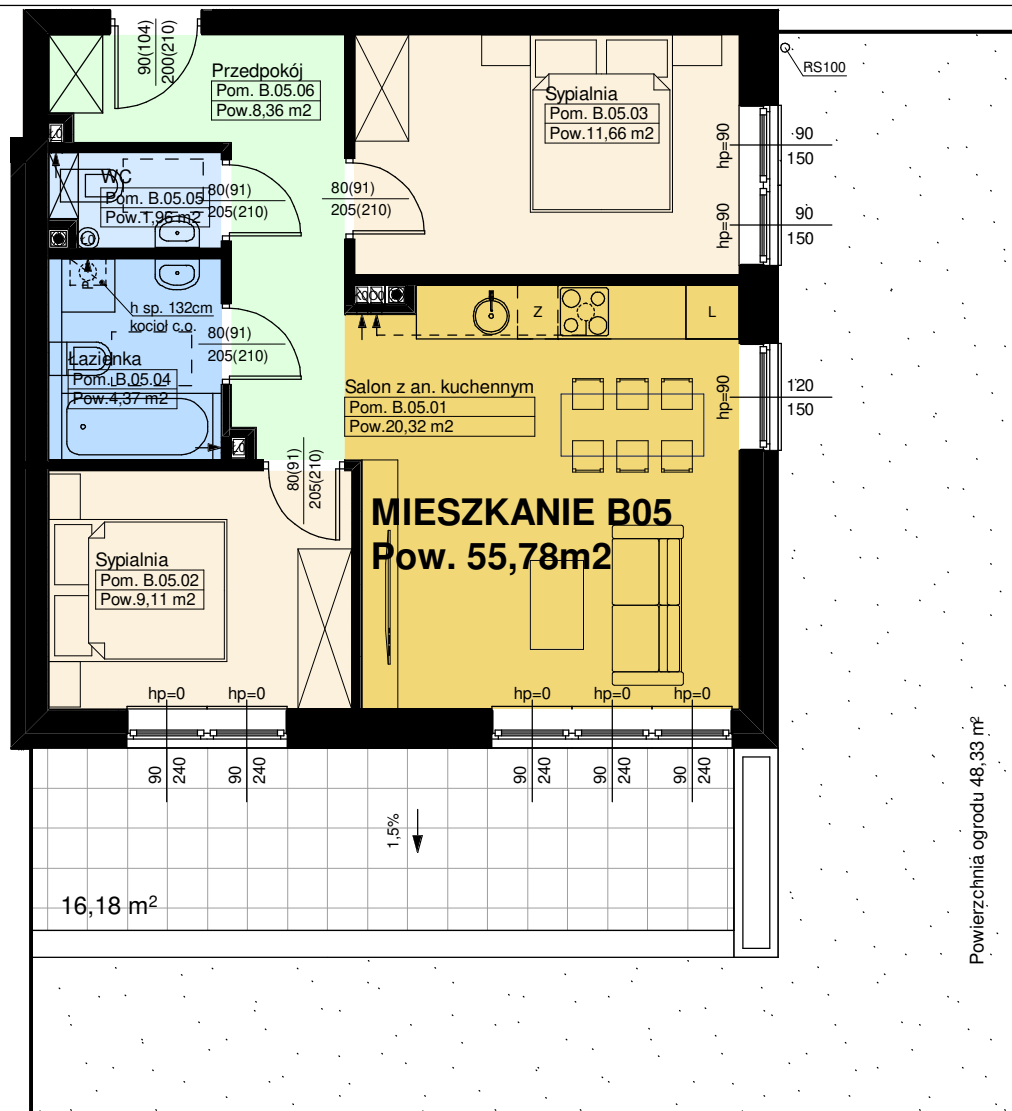 90(104)
200(210)
Przedpokój
Pom. B.05.06
Pow.8,36 m2
Sypialnia
Pom. B.05.03
Pow.11,66 m2
RS100
hp=90
90
150
hp=90
90
150
WC
Pom. B.05.05
Pow.1,96 m2
80(91)
205(210)
80(91)
205(210)
h sp. 132cm
kocioł c.o.
80(91)
205(210)
Z
L
Łazienka
Pom. B.05.04
Pow.4,37 m2
Salon z an. kuchennym
Pom. B.05.01
Pow.20,32 m2
hp=90
120
150
80(91)
205(210)
MIESZKANIE B05
Pow. 55,78m2
Sypialnia
Pom. B.05.02
Pow.9,11 m2
hp=0
hp=0
hp=0
hp=0
hp=0
90
240
90
240
90
240
90
240
90
240
1,5%
16,18 m²
Powierzchnia ogrodu 48,33 m²